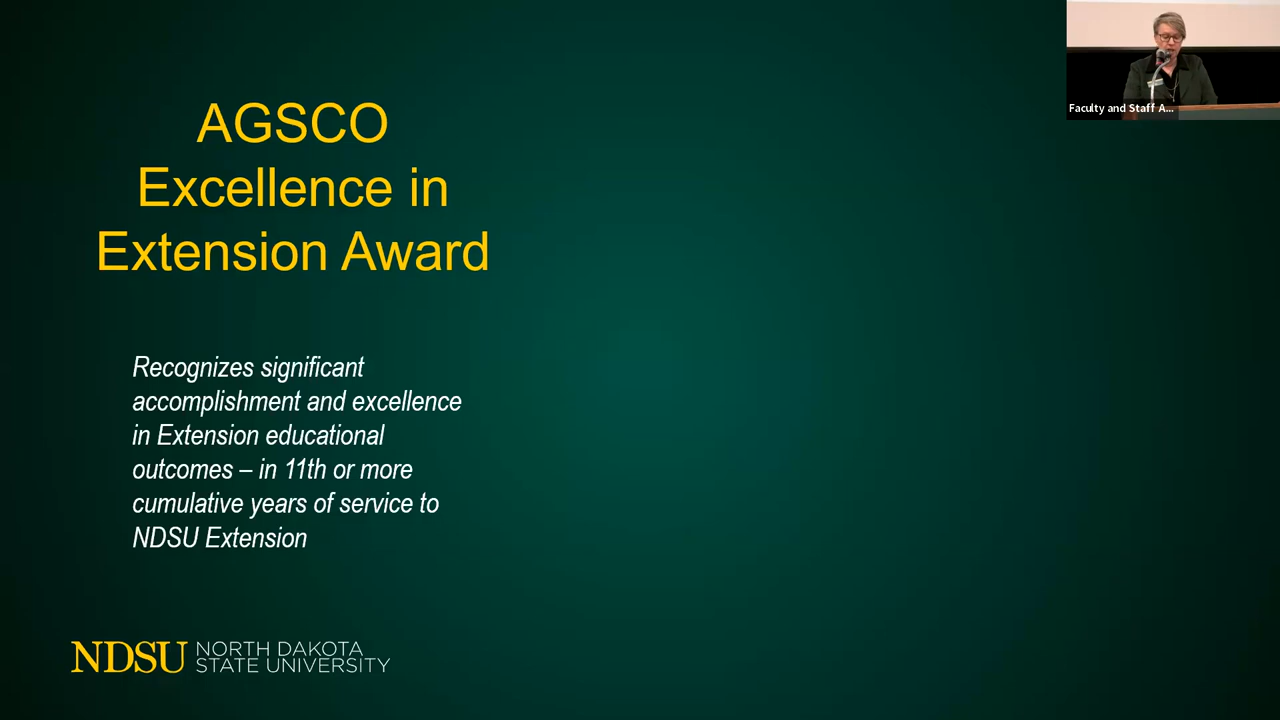 AGSCO
Excellence in
Extension Award
Recognizes significant
accomplishment and excellence
in Extension educational
outcomes – in 11th or more
cumulative years of service to
NDSU Extension
NDSU NORTH DAKOTA
STATE UNIVERSITY
Faculty and Staff A...